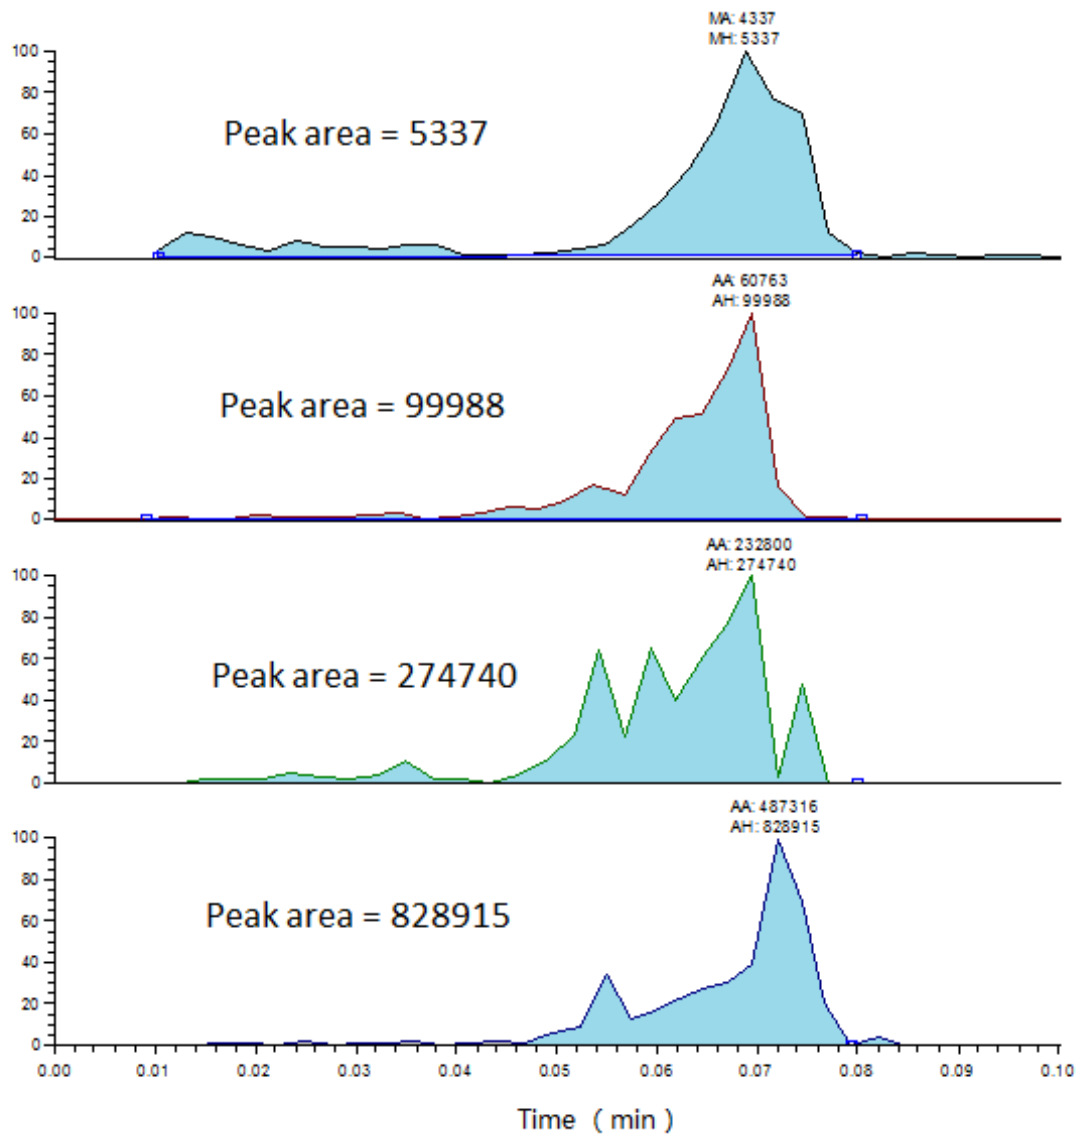 MA: 4337
MH: 5337
100
80
60
40
20
0
Peak area = 5337
AA: 60763
AH: 99988
100
80
60
40
20
0
Peak area = 99988
AA: 232800
AH: 274740
100
80
60
40
20
0
Peak area = 274740
AA: 487316
AH: 828915
100
80
60
40
20
0
Peak area = 828915
0.00 0.01 0.02 0.03 0.04 0.05 0.06 0.07 0.08 0.09 0.10
Time ( min )